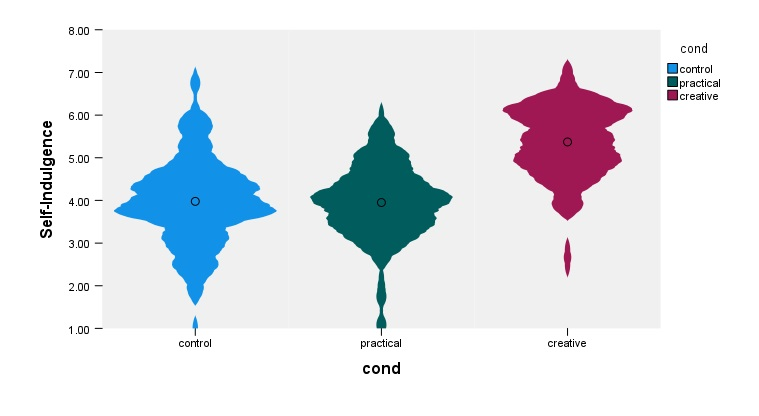 8.00
7.00
6.00
5.00
4.00
3.00
2.00
1.00
Self-Indulgence
control
practical
creative
cond
cond
control
practical
creative